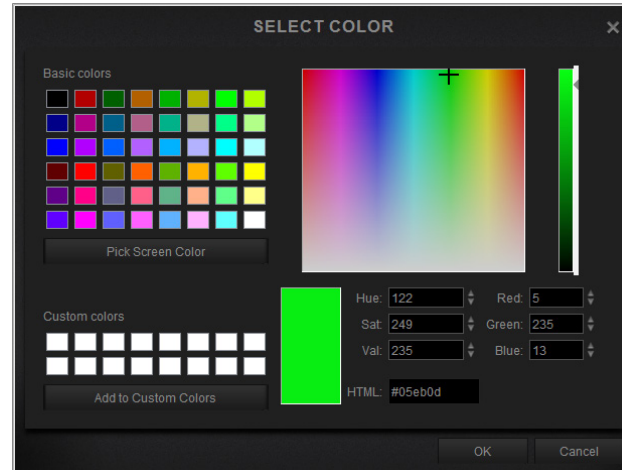 SELECT COLOR
Basic colors
Pick Screen Color
Custom colors
Add to Custom Colors
Hue: 122 Red: 5
Sat: 249 Green: 235
Val: 235 Blue: 13
HTML: #05eb0d
OK Cancel